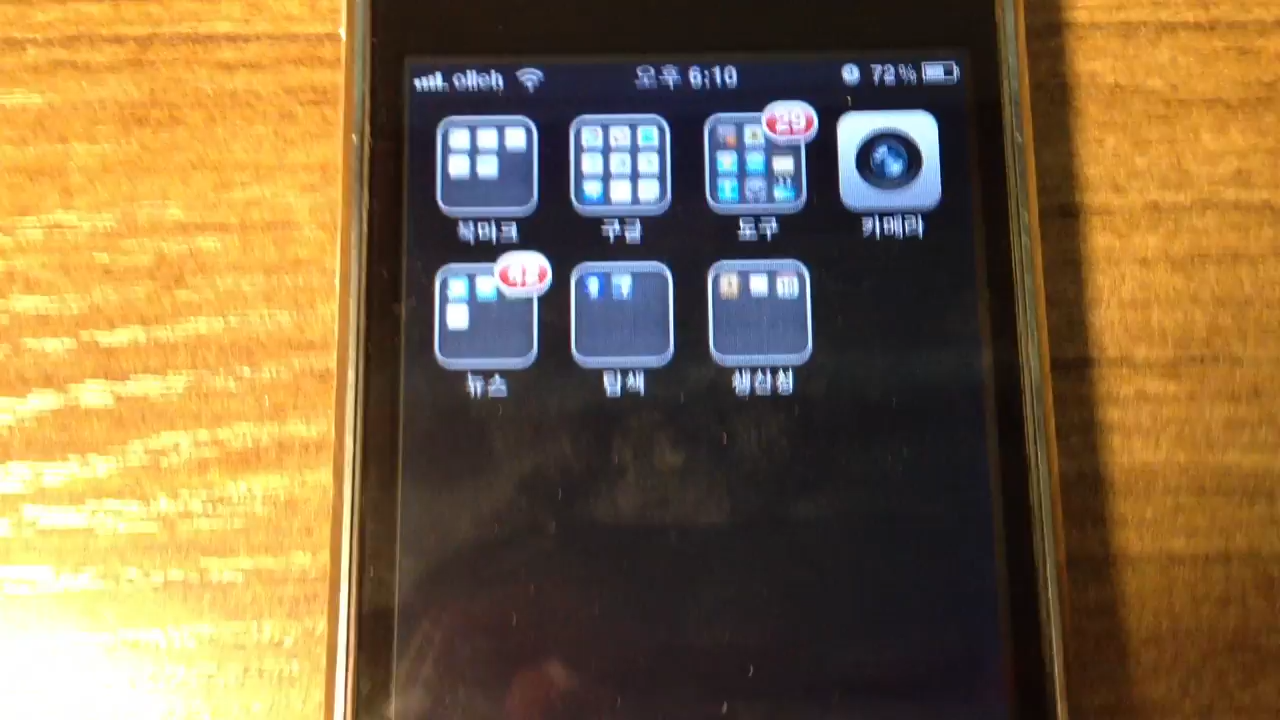 olleh 오후 6:10 72%
29
북마크 구글 도구 카메라
42
뉴스 탐색 생산성